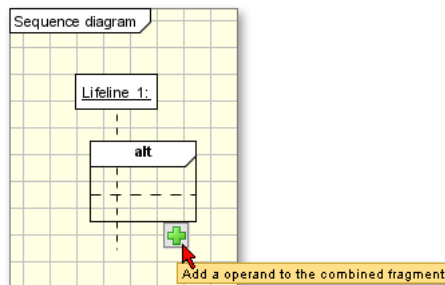 Sequence diagram
Lifeline 1:
alt
Add a operand to the combined fragment